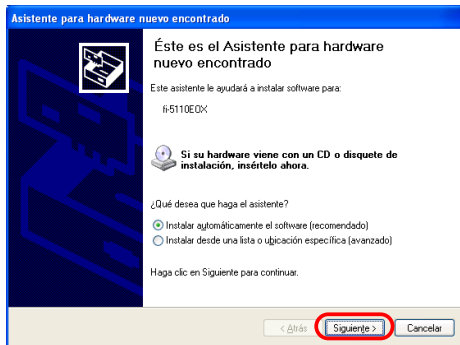 Asistente para hardware nuevo encontrado
Éste es el Asistente para hardware
nuevo encontrado
Este asistente le ayudará a instalar software para:
fi-5110EOX
Si su hardware viene con un CD o disquete de
instalación, insértelo ahora.
¿Qué desea que haga el asistente?
Instalar automáticamente el software (recomendado)
Instalar desde una lista o ubicación específica (avanzado)
Haga clic en Siguiente para continuar.
< Atrás
Siguiente >
Cancelar